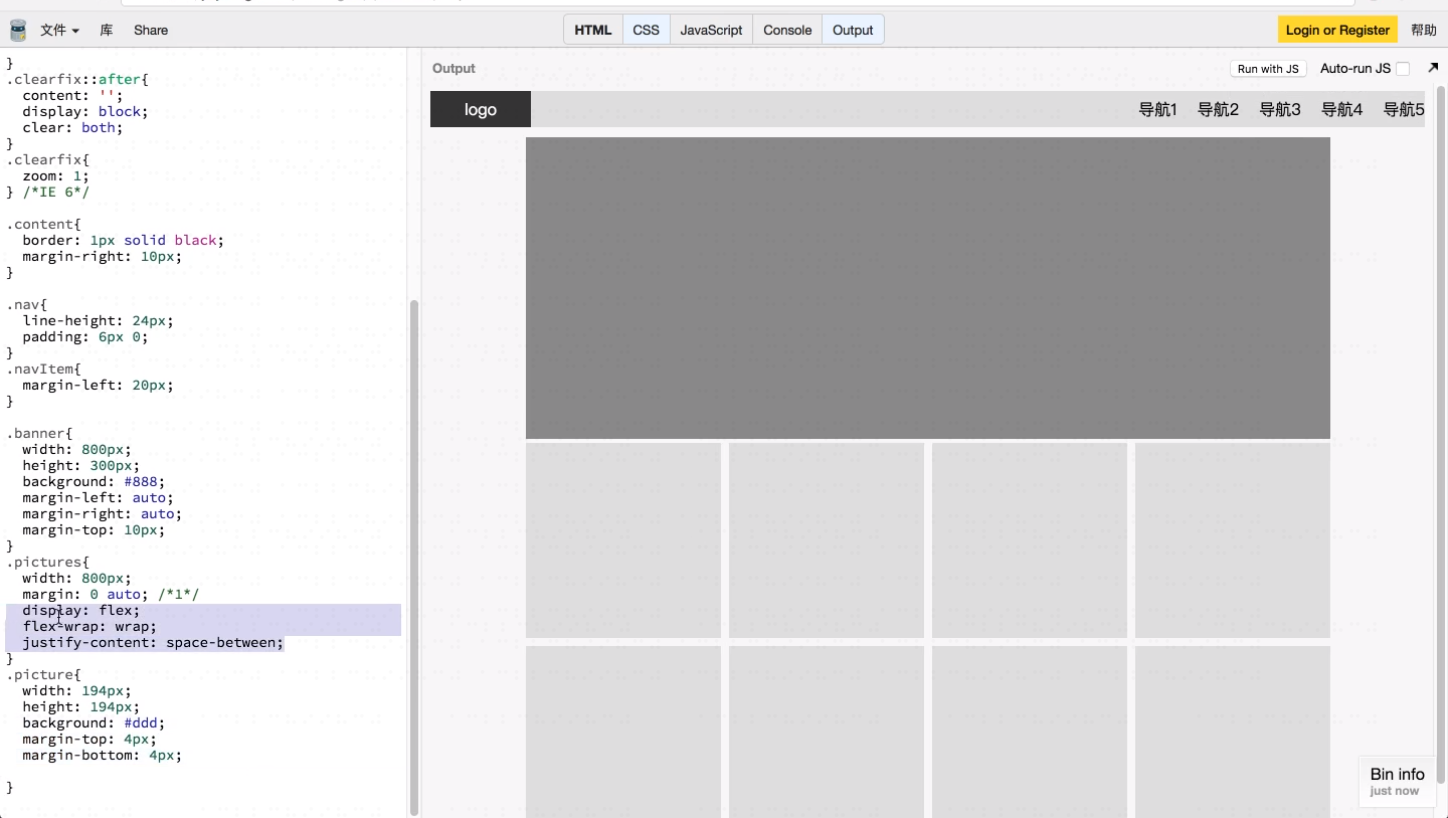 文件 库 Share HTML CSS JavaScript Console Output Login or Register 帮助
}
.clearfix::after{
content: '';
display: block;
clear: both;
}
.clearfix{
zoom: 1;
} /*IE 6*/
.content{
border: 1px solid black;
margin-right: 10px;
}
.nav{
line-height: 24px;
padding: 6px 0;
}
.navItem{
margin-left: 20px;
}
.banner{
width: 800px;
height: 300px;
background: #888;
margin-left: auto;
margin-right: auto;
margin-top: 10px;
}
.pictures{
width: 800px;
margin: 0 auto; /*1*/
display: flex;
flex-wrap: wrap;
justify-content: space-between;
}
.picture{
width: 194px;
height: 194px;
background: #ddd;
margin-top: 4px;
margin-bottom: 4px;
}
Output Run with JS Auto-run JS
logo 导航1 导航2 导航3 导航4 导航5
Bin info
just now